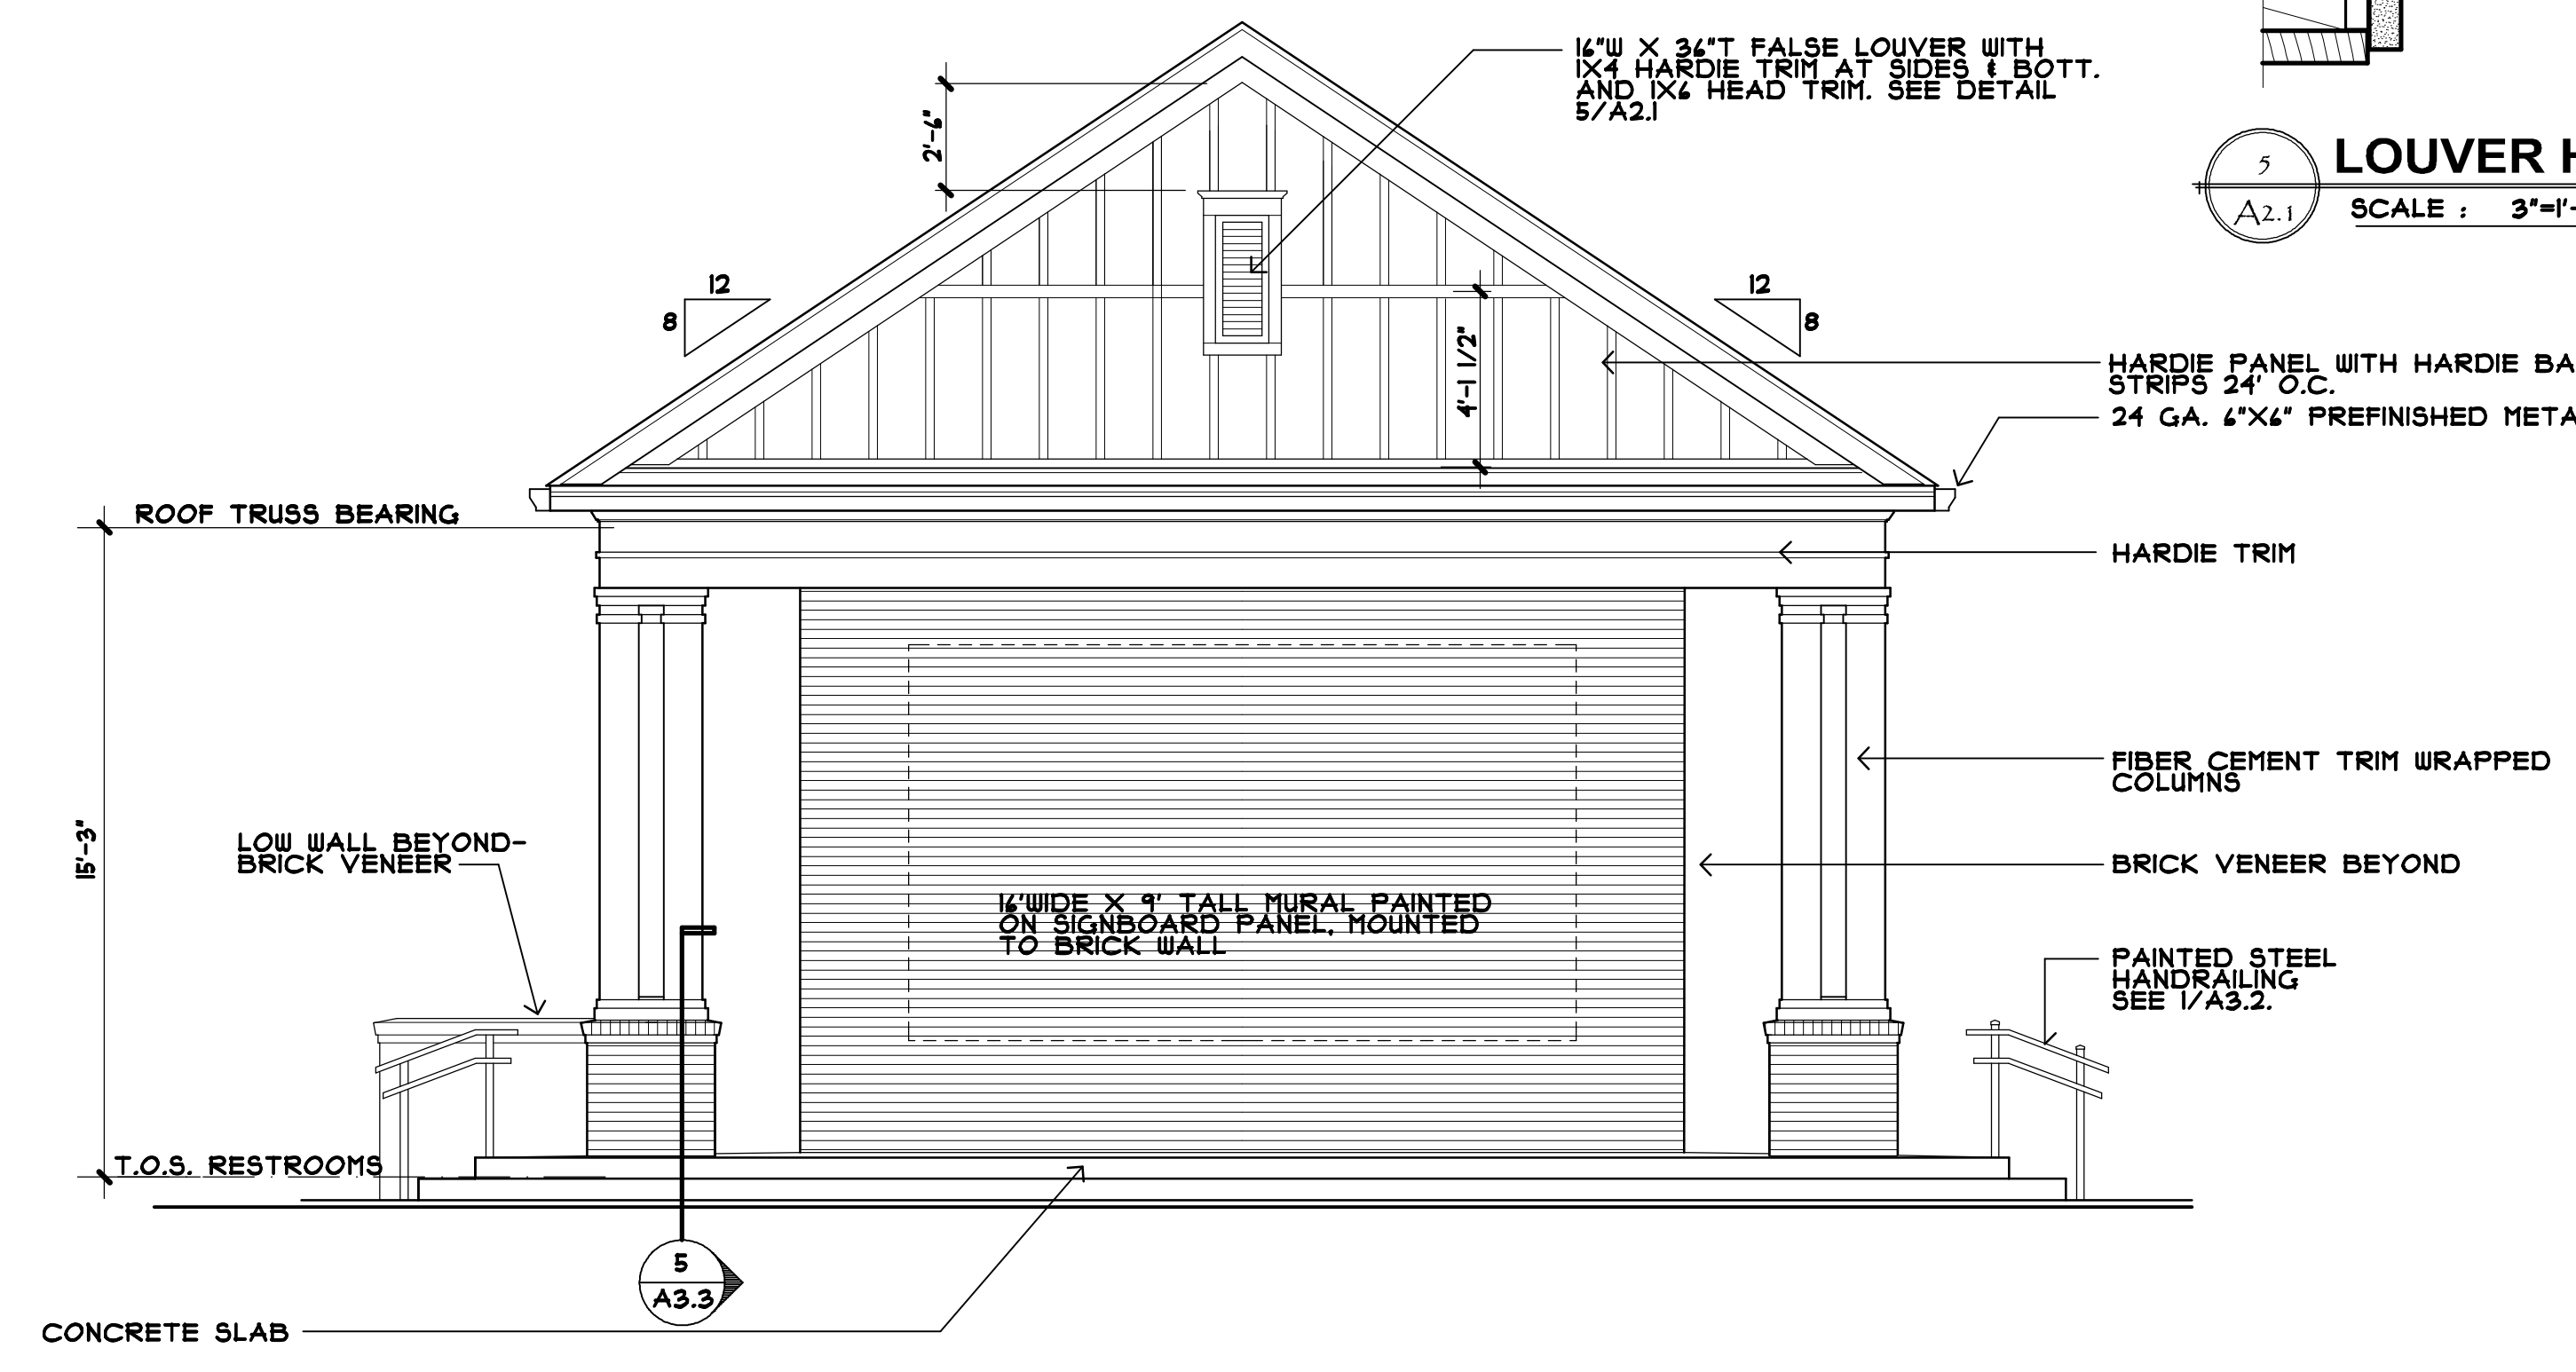 16"W X 36"T FALSE LOUVER WITH
1X4 HARDIE TRIM AT SIDES & BOTT.
AND 1X6 HEAD TRIM. SEE DETAIL
5/A2.1
5
A2.1
LOUVER
SCALE : 3"=1'-
2'-6"
12
8
12
8
4'-1 1/2"
HARDIE PANEL WITH HARDIE
STRIPS 24' O.C.
24 GA. 6"X6" PREFINISHED
ROOF TRUSS BEARING
HARDIE TRIM
15'-3"
LOW WALL BEYOND-
BRICK VENEER
FIBER CEMENT TRIM WRAPPED
COLUMNS
BRICK VENEER BEYOND
16'WIDE X 9' TALL MURAL PAINTED
ON SIGNBOARD PANEL, MOUNTED
TO BRICK WALL
PAINTED STEEL
HANDRAILING
SEE 1/A3.2.
T.O.S. RESTROOMS
5
A3.3
CONCRETE SLAB